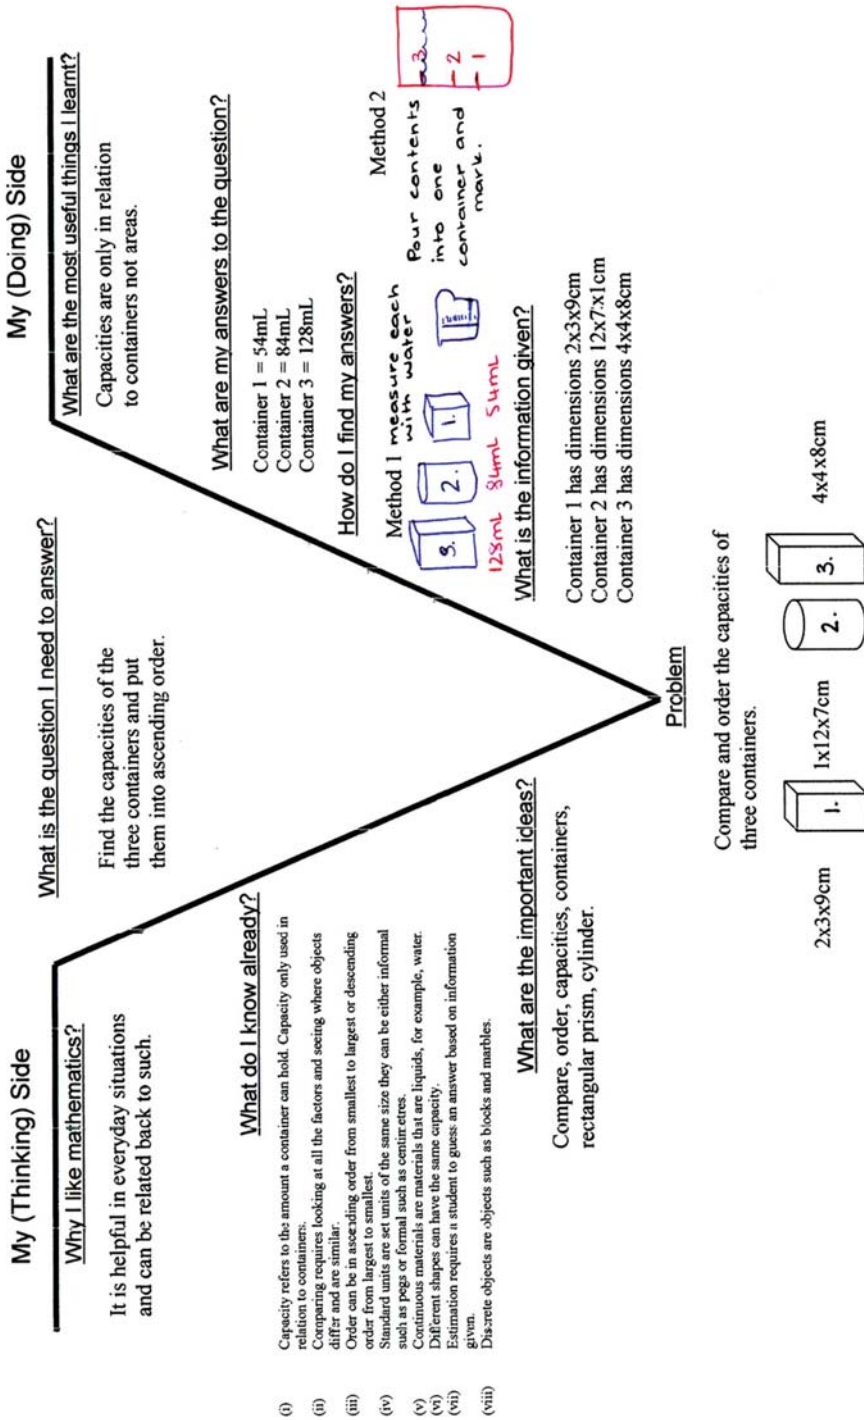 My (Thinking) Side
Why I like mathematics?
It is helpful in everyday situations
and can be related back to such.
What do I know already?
(i) Capacity refers to the amount a container can hold. Capacity only used in
relation to containers.
(ii) Comparing requires looking at all the factors and seeing where objects
differ and are similar.
(iii) Order can be in ascending order from smallest to largest or descending
order from largest to smallest.
(iv) Standard units are set units of the same size they can be either informal
such as pegs or formal such as centimetres.
(v) Continuous materials are materials that are liquids, for example, water.
(vi) Different shapes can have the same capacity.
(vii) Estimation requires a student to guess an answer based on information
given.
(viii) Discrete objects are objects such as blocks and marbles.
What are the important ideas?
Compare, order, capacities, containers,
rectangular prism, cylinder.
What is the question I need to answer?
Find the capacities of the
three containers and put
them into ascending order.
My (Doing) Side
What are the most useful things I learnt?
Capacities are only in relation
to containers not areas.
What are my answers to the question?
Container 1 = 54mL
Container 2 = 84mL
Container 3 = 128mL
How do I find my answers?
Method 1 measure each
with water
3. 2. 1.
128mL 84mL 54mL
Method 2
Pour contents
into one
container and
mark.
3
2
1
What is the information given?
Container 1 has dimensions 2x3x9cm
Container 2 has dimensions 12x7x1cm
Container 3 has dimensions 4x4x8cm
Problem
Compare and order the capacities of
three containers.
2x3x9cm 1. 1x12x7cm 2. 3. 4x4x8cm